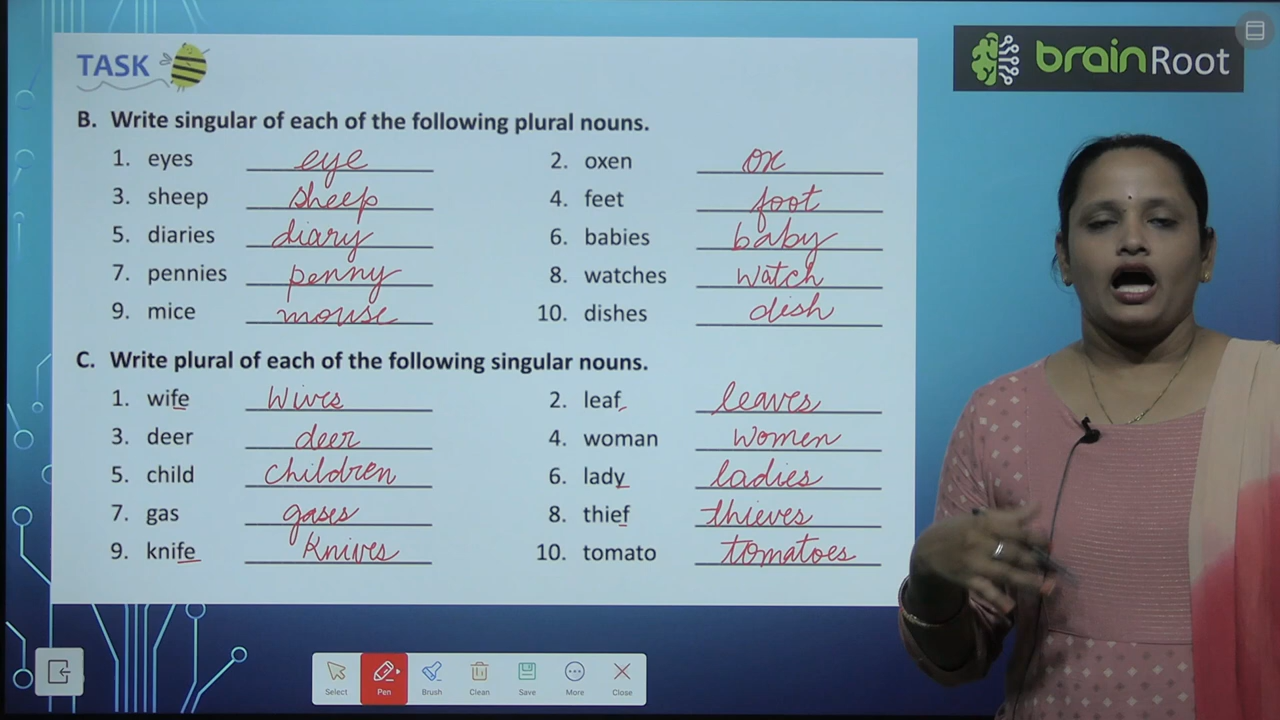 TASK
brainRoot
B. Write singular of each of the following plural nouns.
1. eyes eye 2. oxen ox
3. sheep sheep 4. feet foot
5. diaries diary 6. babies baby
7. pennies penny 8. watches watch
9. mice mouse 10. dishes dish
C. Write plural of each of the following singular nouns.
1. wife Wives 2. leaf leaves
3. deer deer 4. woman women
5. child children 6. lady ladies
7. gas gases 8. thief thieves
9. knife Knives 10. tomato tomatoes
Select Pen Brush Clean Save More Close